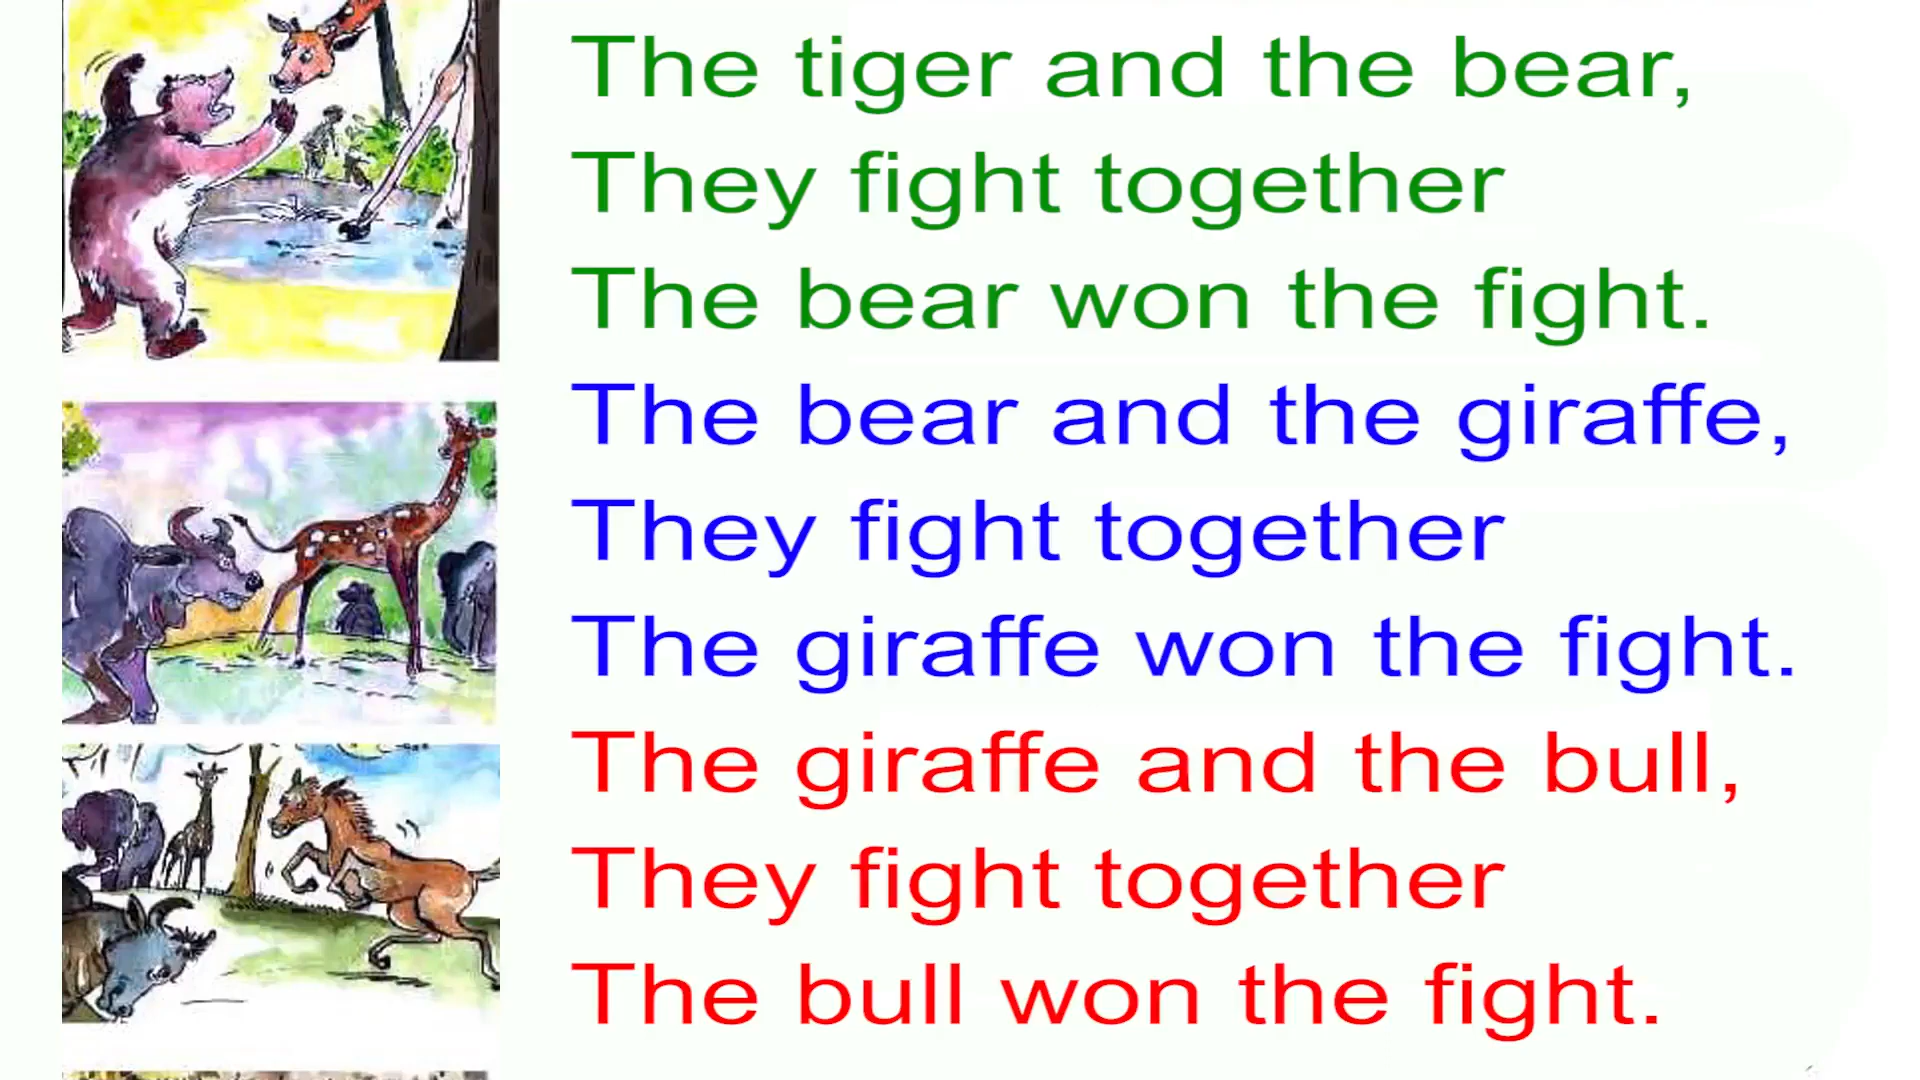 The tiger and the bear,
They fight together
The bear won the fight.
The bear and the giraffe,
They fight together
The giraffe won the fight.
The giraffe and the bull,
They fight together
The bull won the fight.